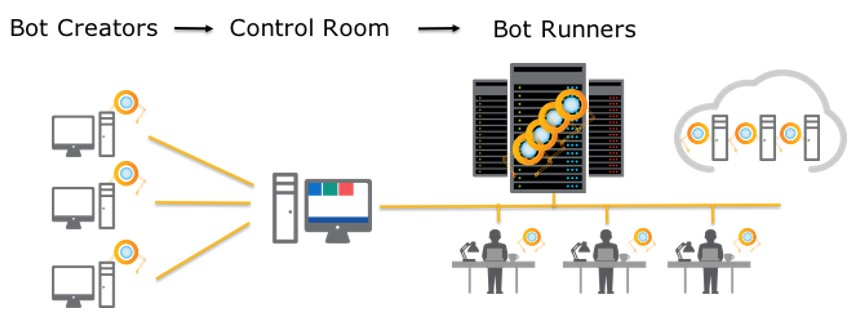 Bot Creators → Control Room → Bot Runners